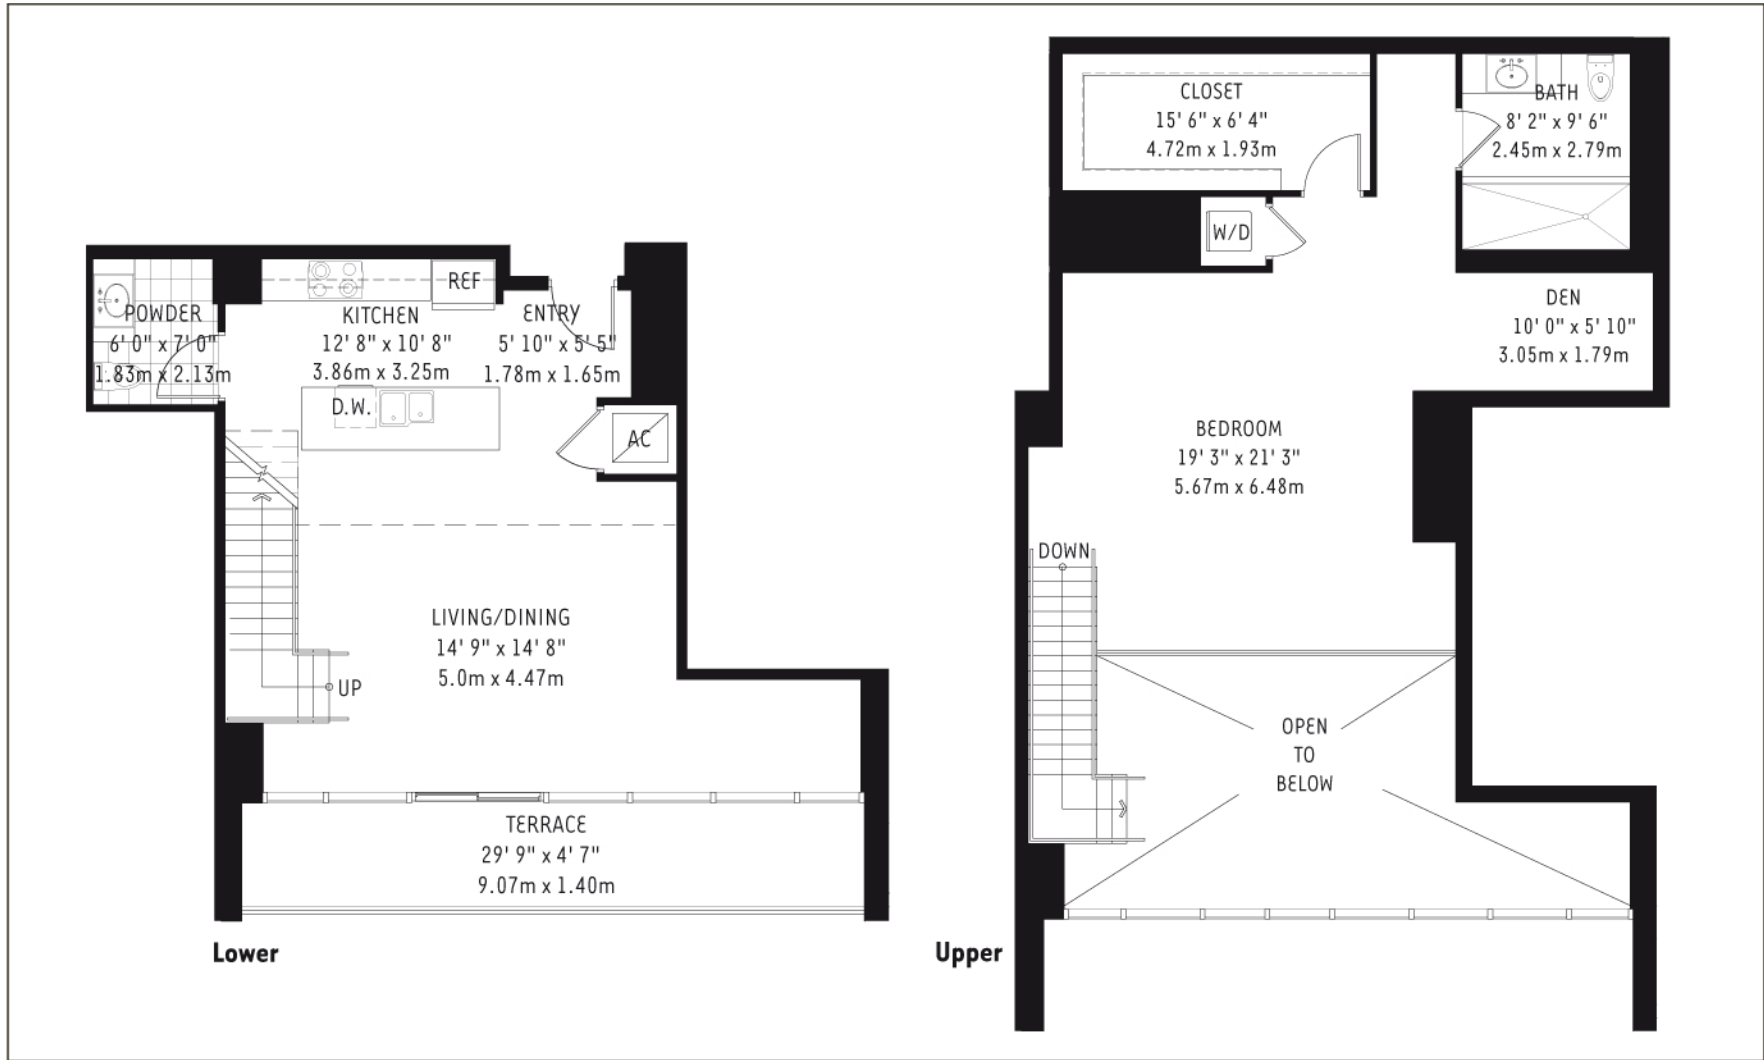 POWDER
6' 0" x 7' 0"
1.83m x 2.13m
KITCHEN
12' 8" x 10' 8"
3.86m x 3.25m
REF
ENTRY
5' 10" x 5' 5"
1.78m x 1.65m
D.W.
AC
LIVING/DINING
14' 9" x 14' 8"
5.0m x 4.47m
UP
TERRACE
29' 9" x 4' 7"
9.07m x 1.40m
Lower
CLOSET
15' 6" x 6' 4"
4.72m x 1.93m
BATH
8' 2" x 9' 6"
2.45m x 2.79m
W/D
DEN
10' 0" x 5' 10"
3.05m x 1.79m
BEDROOM
19' 3" x 21' 3"
5.67m x 6.48m
DOWN
OPEN
TO
BELOW
Upper